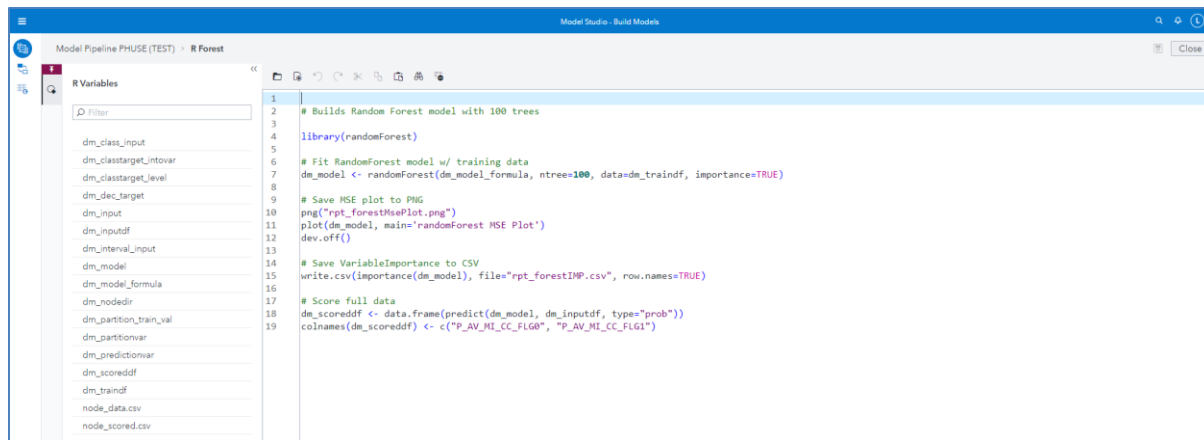 Model Studio - Build Models
L
Model Pipeline PHUSE (TEST) > R Forest
Close
R Variables
Filter
dm_class_input
dm_classtarget_intovar
dm_classtarget_level
dm_dec_target
dm_input
dm_inputdf
dm_interval_input
dm_model
dm_model_formula
dm_nodedir
dm_partition_train_val
dm_partitionvar
dm_predictionvar
dm_scoreddf
dm_traindf
node_data.csv
node_scored.csv
1
2 # Builds Random Forest model with 100 trees
3
4 library(randomForest)
5
6 # Fit RandomForest model w/ training data
7 dm_model <- randomForest(dm_model_formula, ntree=100, data=dm_traindf, importance=TRUE)
8
9 # Save MSE plot to PNG
10 png("rpt_forestMsePlot.png")
11 plot(dm_model, main='randomForest MSE Plot')
12 dev.off()
13
14 # Save VariableImportance to CSV
15 write.csv(importance(dm_model), file="rpt_forestIMP.csv", row.names=TRUE)
16
17 # Score full data
18 dm_scoreddf <- data.frame(predict(dm_model, dm_inputdf, type="prob"))
19 colnames(dm_scoreddf) <- c("P_AV_MI_CC_FLG0", "P_AV_MI_CC_FLG1")